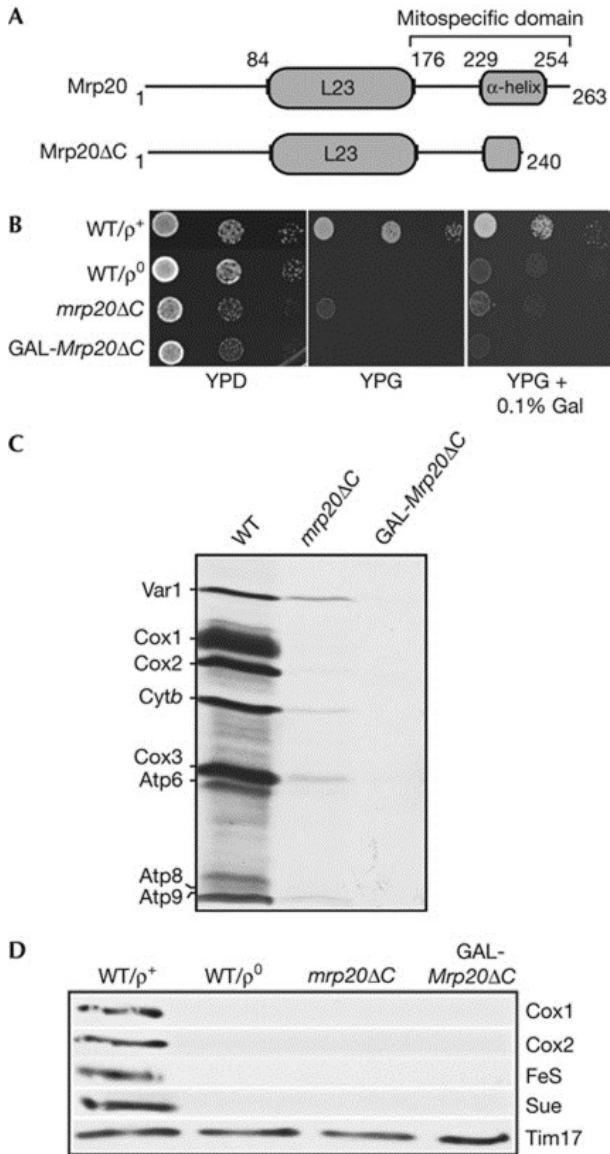 A
Mitospecific domain
84 176 229 254
Mrp20 1 L23 α-helix 263
Mrp20ΔC 1 L23 240
B
WT/ρ⁺
WT/ρ⁰
mrp20ΔC
GAL-Mrp20ΔC
YPD YPG YPG +
0.1% Gal
C
WT mrp20ΔC GAL-Mrp20ΔC
Var1
Cox1
Cox2
Cytb
Cox3
Atp6
Atp8
Atp9
D
WT/ρ⁺ WT/ρ⁰ mrp20ΔC GAL-
Mrp20ΔC
Cox1
Cox2
FeS
Sue
Tim17